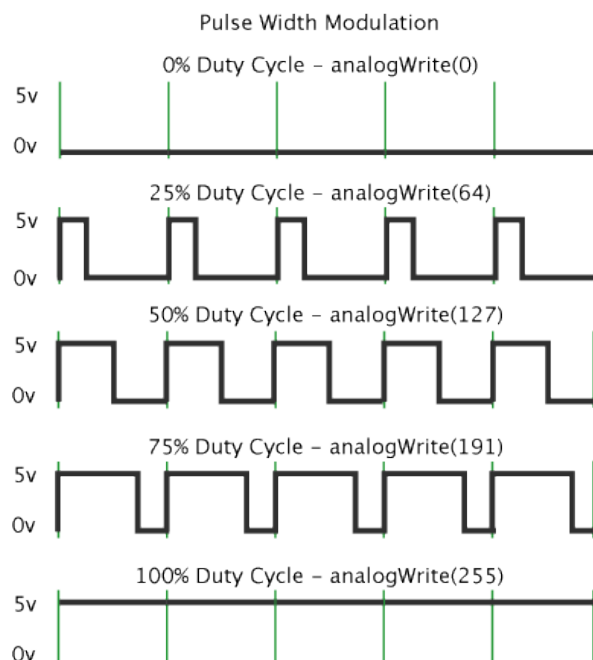 Pulse Width Modulation
0% Duty Cycle – analogWrite(0)
5v
0v
25% Duty Cycle – analogWrite(64)
5v
0v
50% Duty Cycle – analogWrite(127)
5v
0v
75% Duty Cycle – analogWrite(191)
5v
0v
100% Duty Cycle – analogWrite(255)
5v
0v